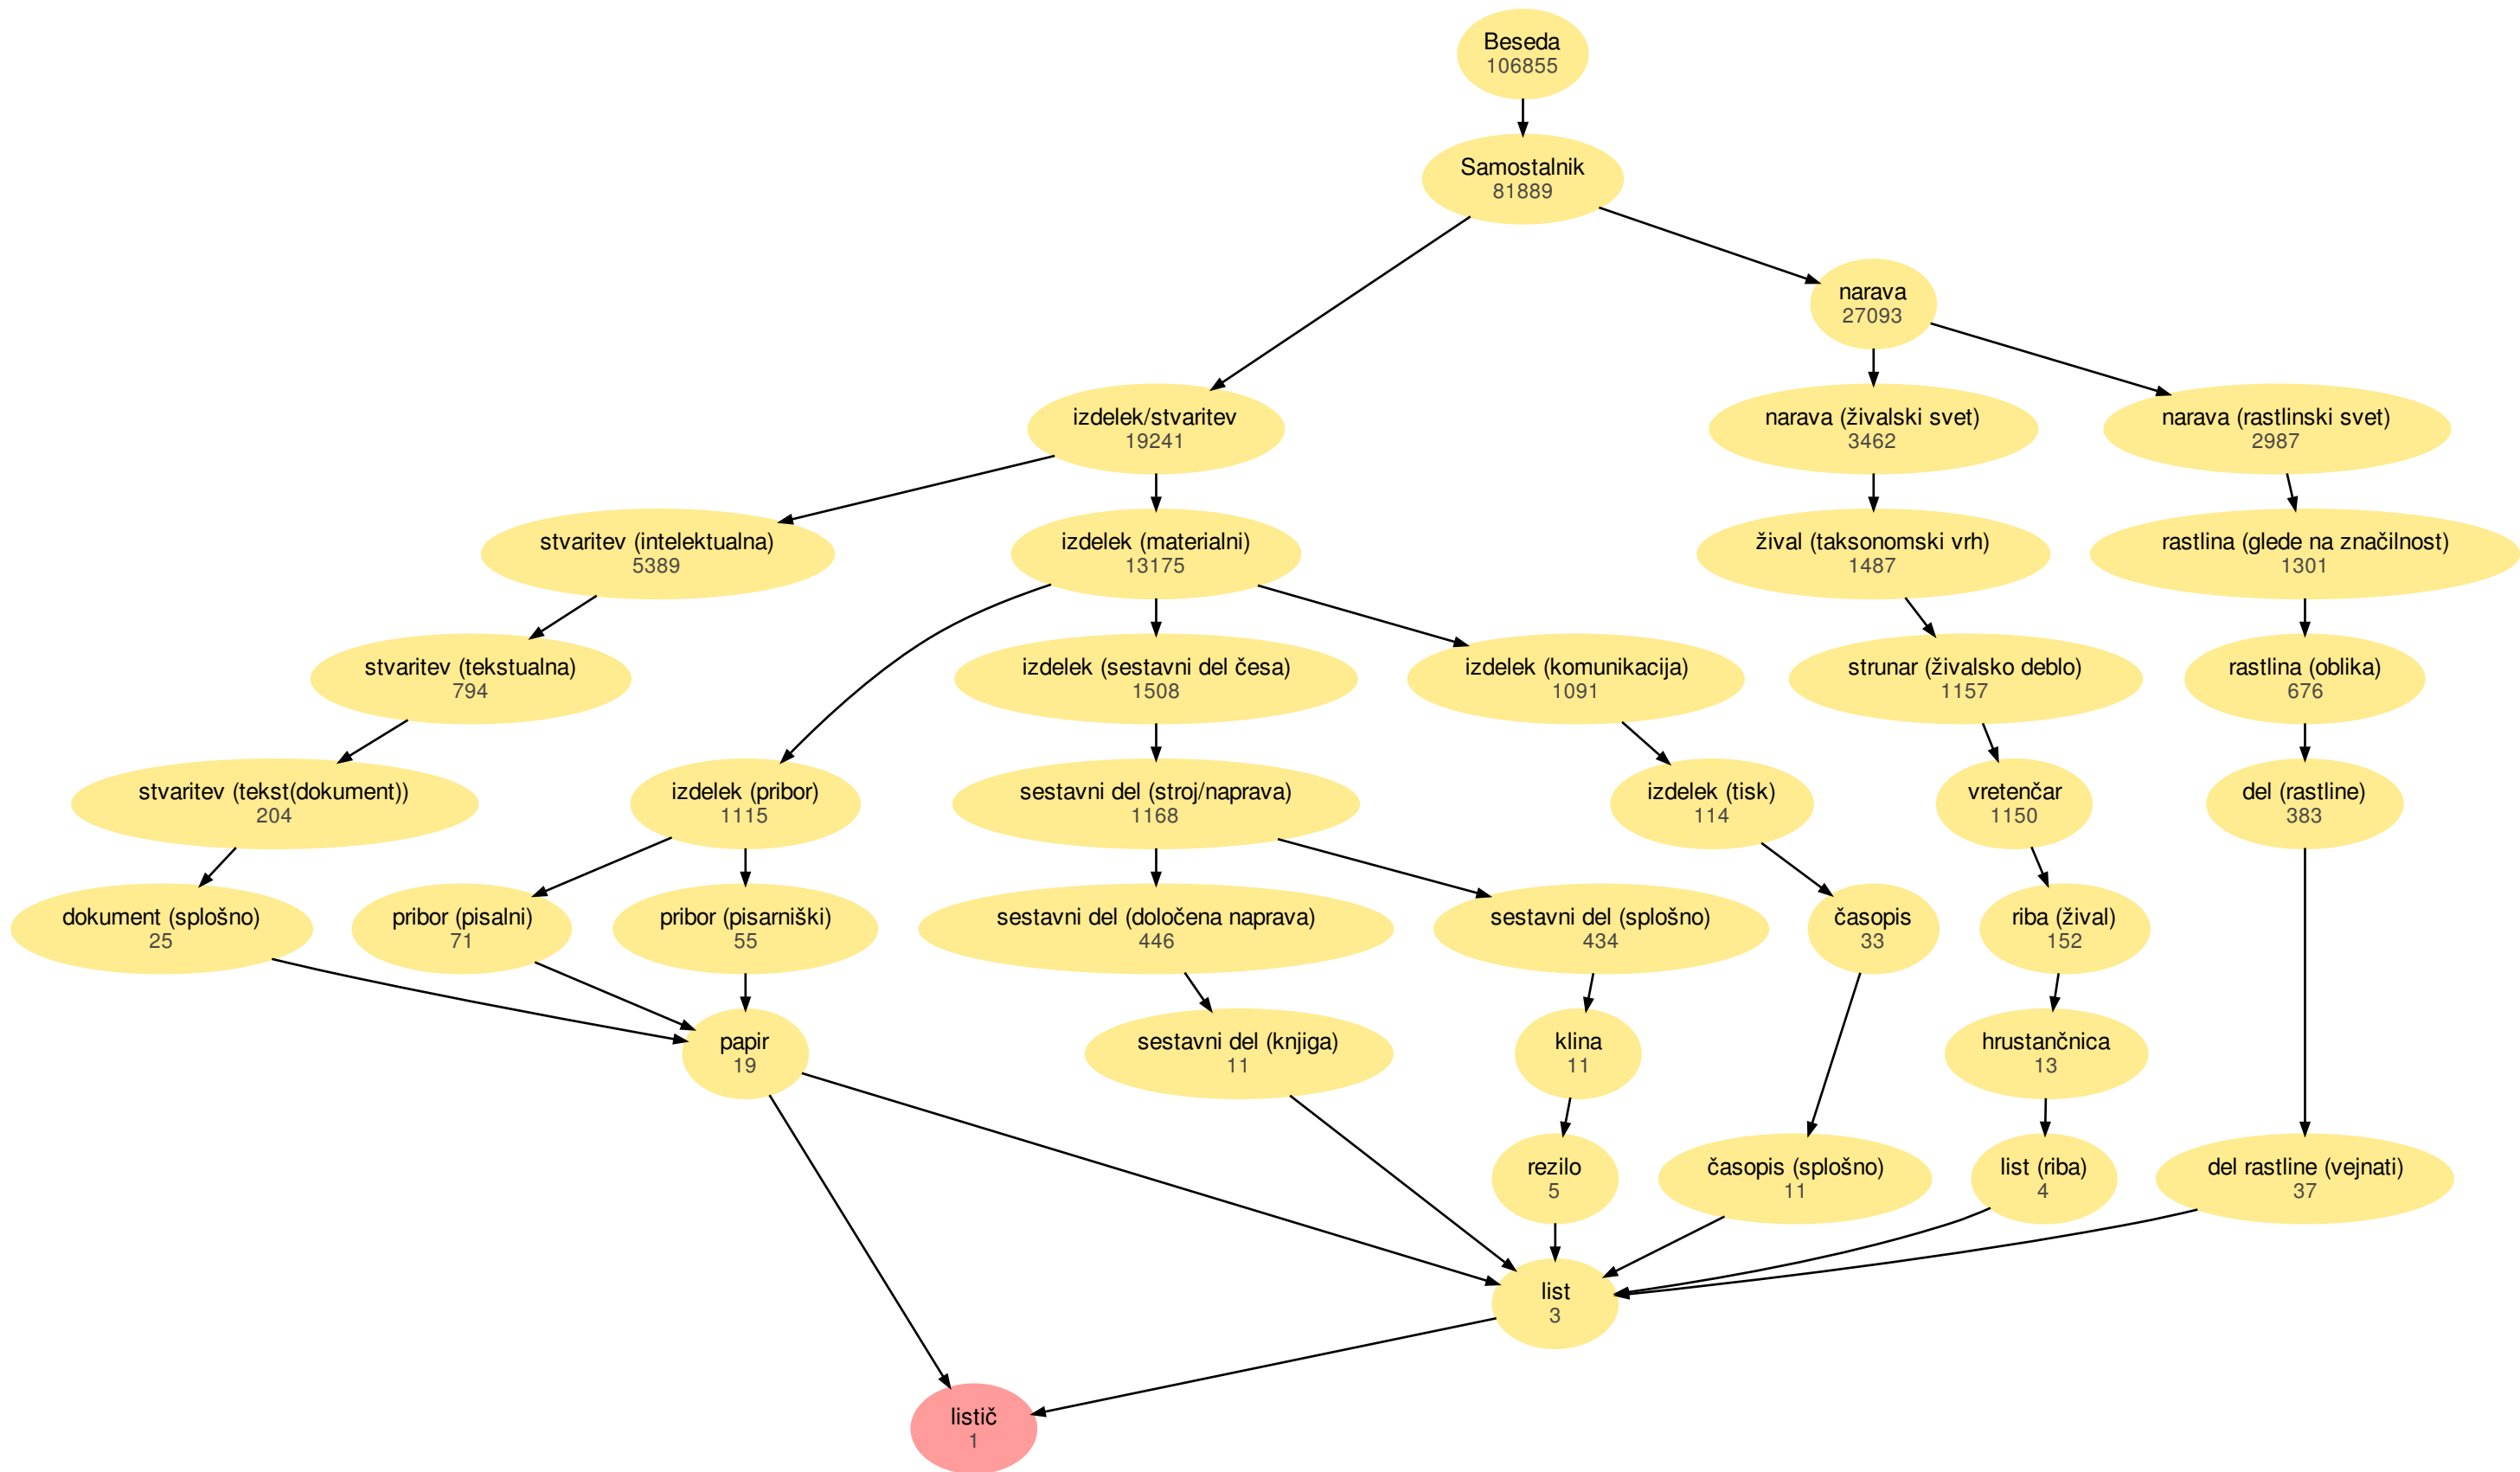 Beseda
106855
Samostalnik
81889
narava
27093
izdelek/stvaritev
19241
narava (živalski svet)
3462
narava (rastlinski svet)
2987
stvaritev (intelektualna)
5389
izdelek (materialni)
13175
žival (taksonomski vrh)
1487
rastlina (glede na značilnost)
1301
stvaritev (tekstualna)
794
izdelek (sestavni del česa)
1508
izdelek (komunikacija)
1091
strunar (živalsko deblo)
1157
rastlina (oblika)
676
stvaritev (tekst(dokument))
204
izdelek (pribor)
1115
sestavni del (stroj/naprava)
1168
izdelek (tisk)
114
vretenčar
1150
del (rastline)
383
dokument (splošno)
25
pribor (pisalni)
71
pribor (pisarniški)
55
sestavni del (določena naprava)
446
sestavni del (splošno)
434
časopis
33
riba (žival)
152
papir
19
sestavni del (knjiga)
11
klina
11
hrustančnica
13
rezilo
5
časopis (splošno)
11
list (riba)
4
del rastline (vejnati)
37
list
3
listič
1